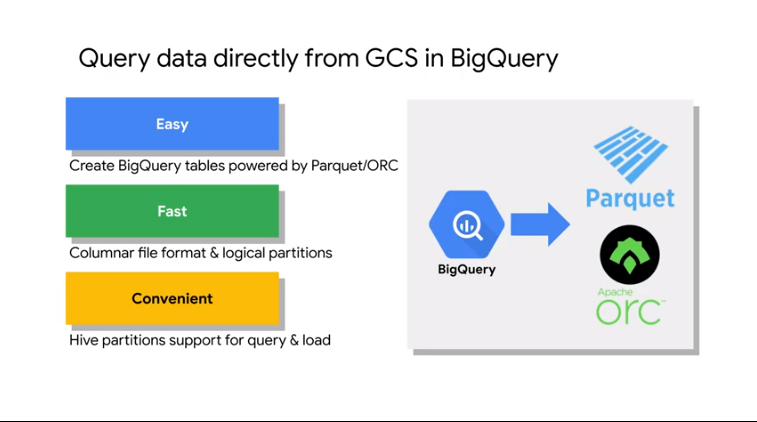 Query data directly from GCS in BigQuery
Easy
Create BigQuery tables powered by Parquet/ORC
Fast
Columnar file format & logical partitions
Convenient
Hive partitions support for query & load
BigQuery
Parquet
Apache
orc™